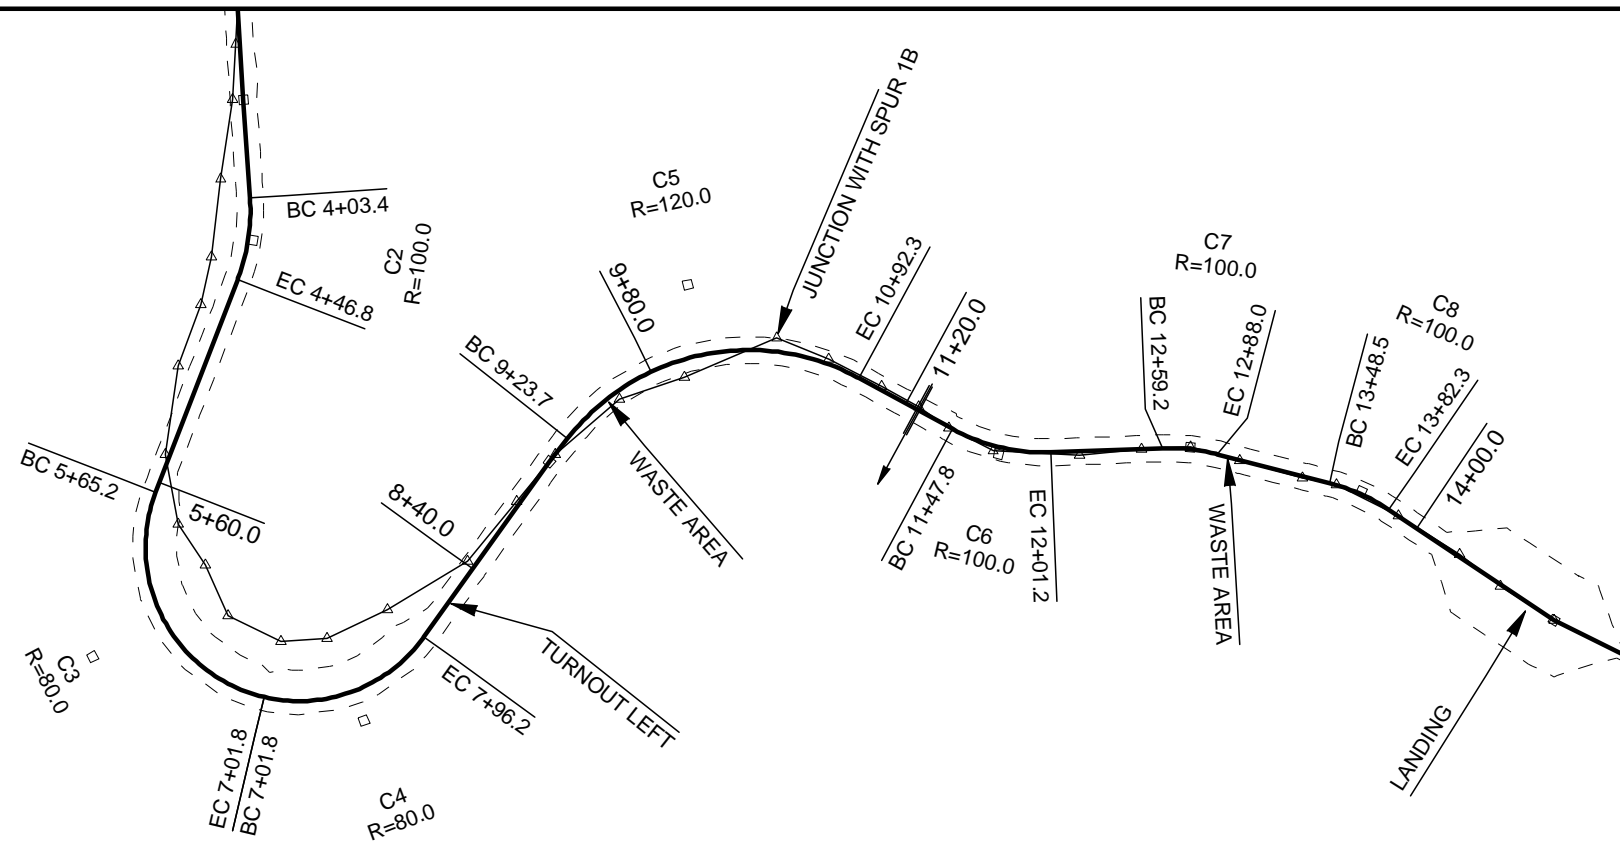 BC 4+03.4
C2
R=100.0
EC 4+46.8
BC 5+65.2
5+60.0
C3
R=80.0
EC 7+01.8
BC 7+01.8
C4
R=80.0
EC 7+96.2
TURNOUT LEFT
8+40.0
BC 9+23.7
WASTE AREA
9+80.0
C5
R=120.0
JUNCTION WITH SPUR 1B
EC 10+92.3
11+20.0
BC 11+47.8
C6
R=100.0
EC 12+01.2
BC 12+59.2
C7
R=100.0
EC 12+88.0
WASTE AREA
BC 13+48.5
C8
R=100.0
EC 13+82.3
14+00.0
LANDING